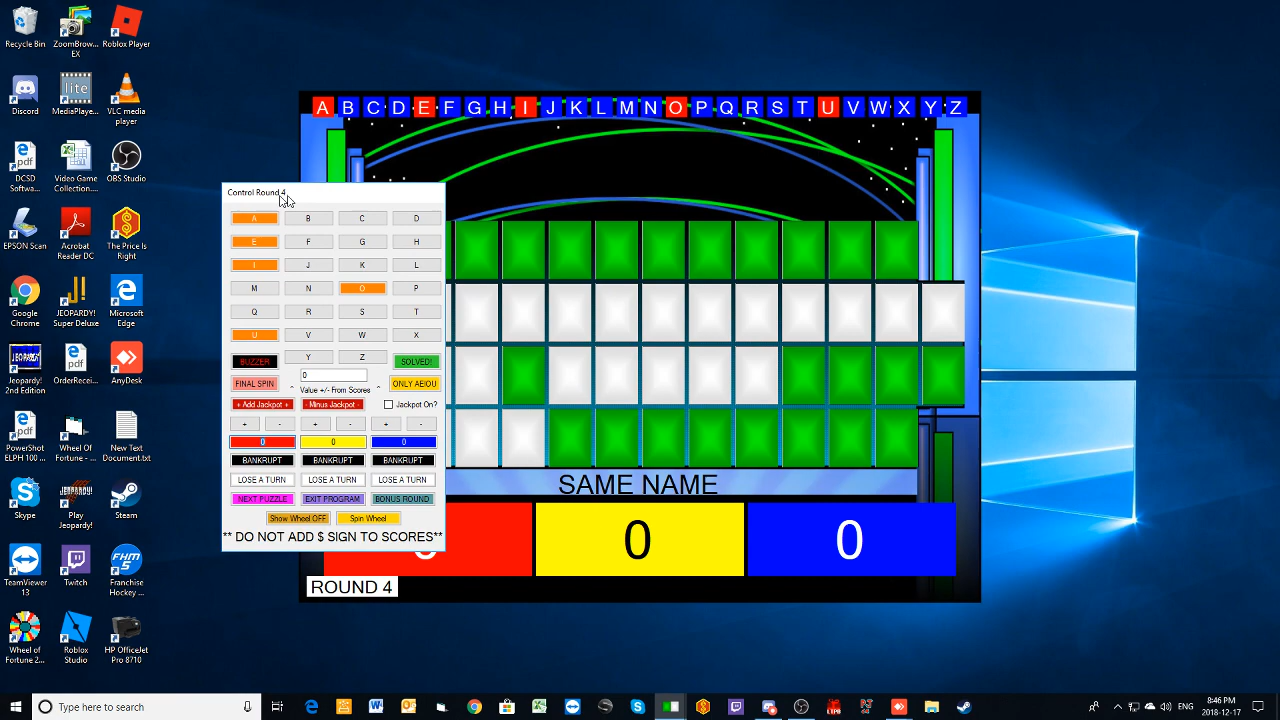 Recycle Bin
ZoomBrow... EX
Roblox Player
Discord
MediaPlaye...
VLC media player
DCSD Softwa...
Video Game Collection....
OBS Studio
EPSON Scan
Acrobat Reader DC
The Price Is Right
Google Chrome
JEOPARDY! Super Deluxe
Microsoft Edge
Jeopardy! 2nd Edition
OrderRecei...
AnyDesk
PowerShot ELPH 100 ...
Wheel Of Fortune - ...
New Text Document.txt
Skype
Play Jeopardy!
Steam
TeamViewer 13
Twitch
Franchise Hockey ...
Wheel of Fortune 2...
Roblox Studio
HP OfficeJet Pro 8710
A B C D E F G H I J K L M N O P Q R S T U V W X Y Z
Control Round 4
A B C D
E F G H
I J K L
M N O P
Q R S T
U V W X
BUZZER Y Z SOLVED!
0
FINAL SPIN ^ Value +/- From Scores ^ ONLY AEIOU
+ Add Jackpot + - Minus Jackpot - Jackpot On?
+ - + - + -
0 0 0
BANKRUPT BANKRUPT BANKRUPT
LOSE A TURN LOSE A TURN LOSE A TURN
NEXT PUZZLE EXIT PROGRAM BONUS ROUND
Show Wheel OFF Spin Wheel
** DO NOT ADD $ SIGN TO SCORES**
SAME NAME
0 0
ROUND 4
Type here to search
ENG
8:46 PM
2018-12-17